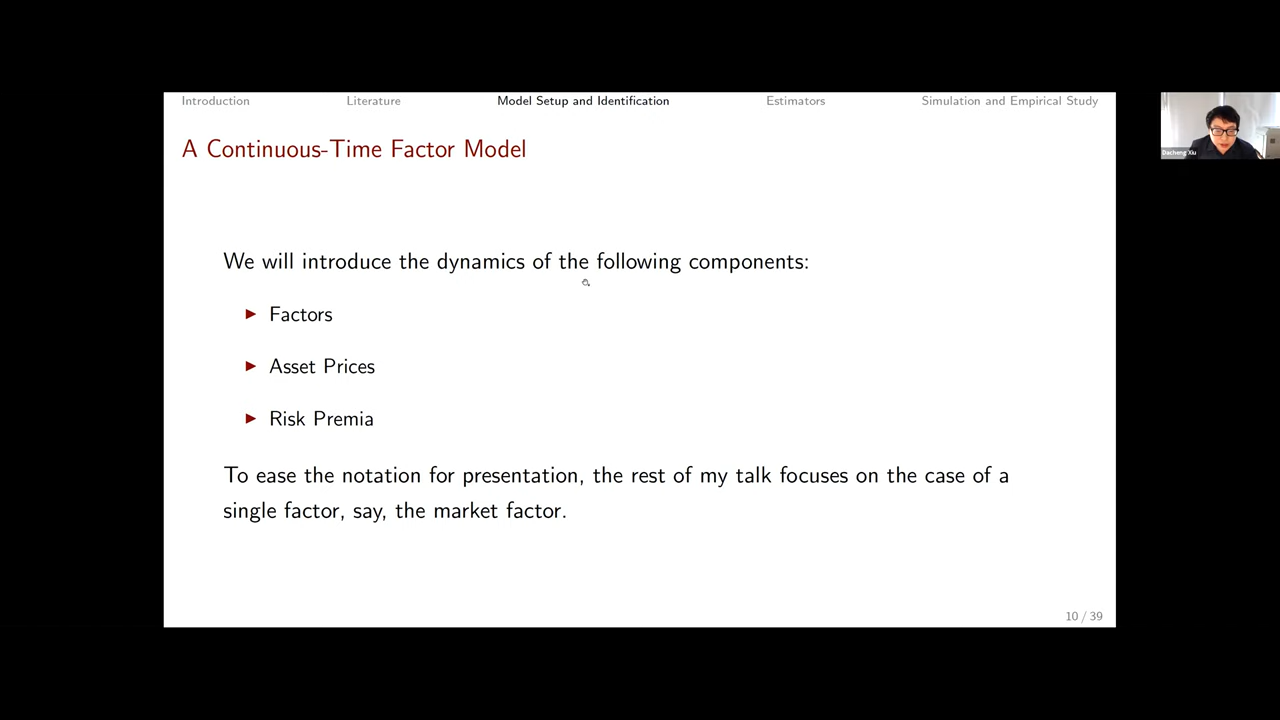 Introduction Literature Model Setup and Identification Estimators Simulation and Empirical Study
A Continuous-Time Factor Model
We will introduce the dynamics of the following components:
▶ Factors
▶ Asset Prices
▶ Risk Premia
To ease the notation for presentation, the rest of my talk focuses on the case of a
single factor, say, the market factor.
10 / 39
Dacheng Xiu